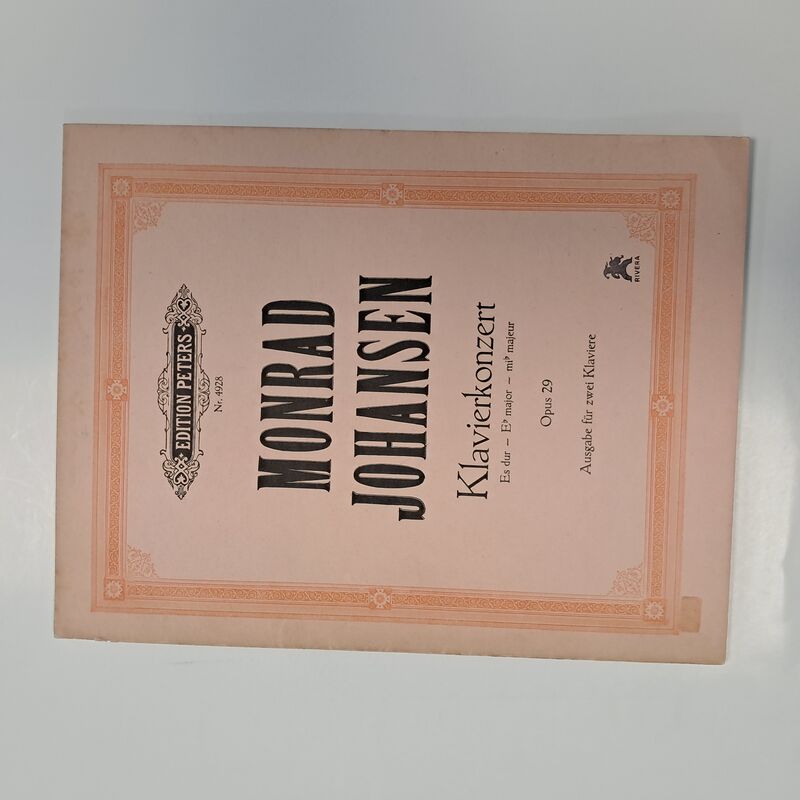 EDITION PETERS
Nr. 4928
MONRAD
JOHANSEN
Klavierkonzert
Es dur – E♭ major – mi♭ majeur
Opus 29
Ausgabe für zwei Klaviere
RIVERA